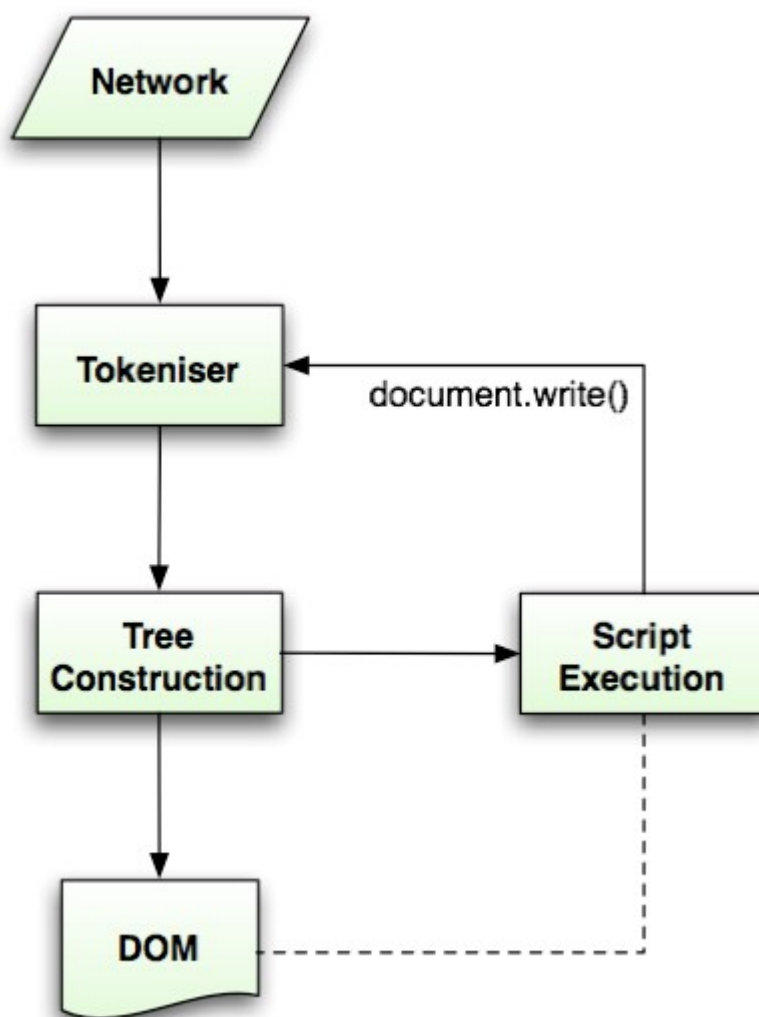 Network
Tokeniser
document.write()
Tree
Construction
Script
Execution
DOM